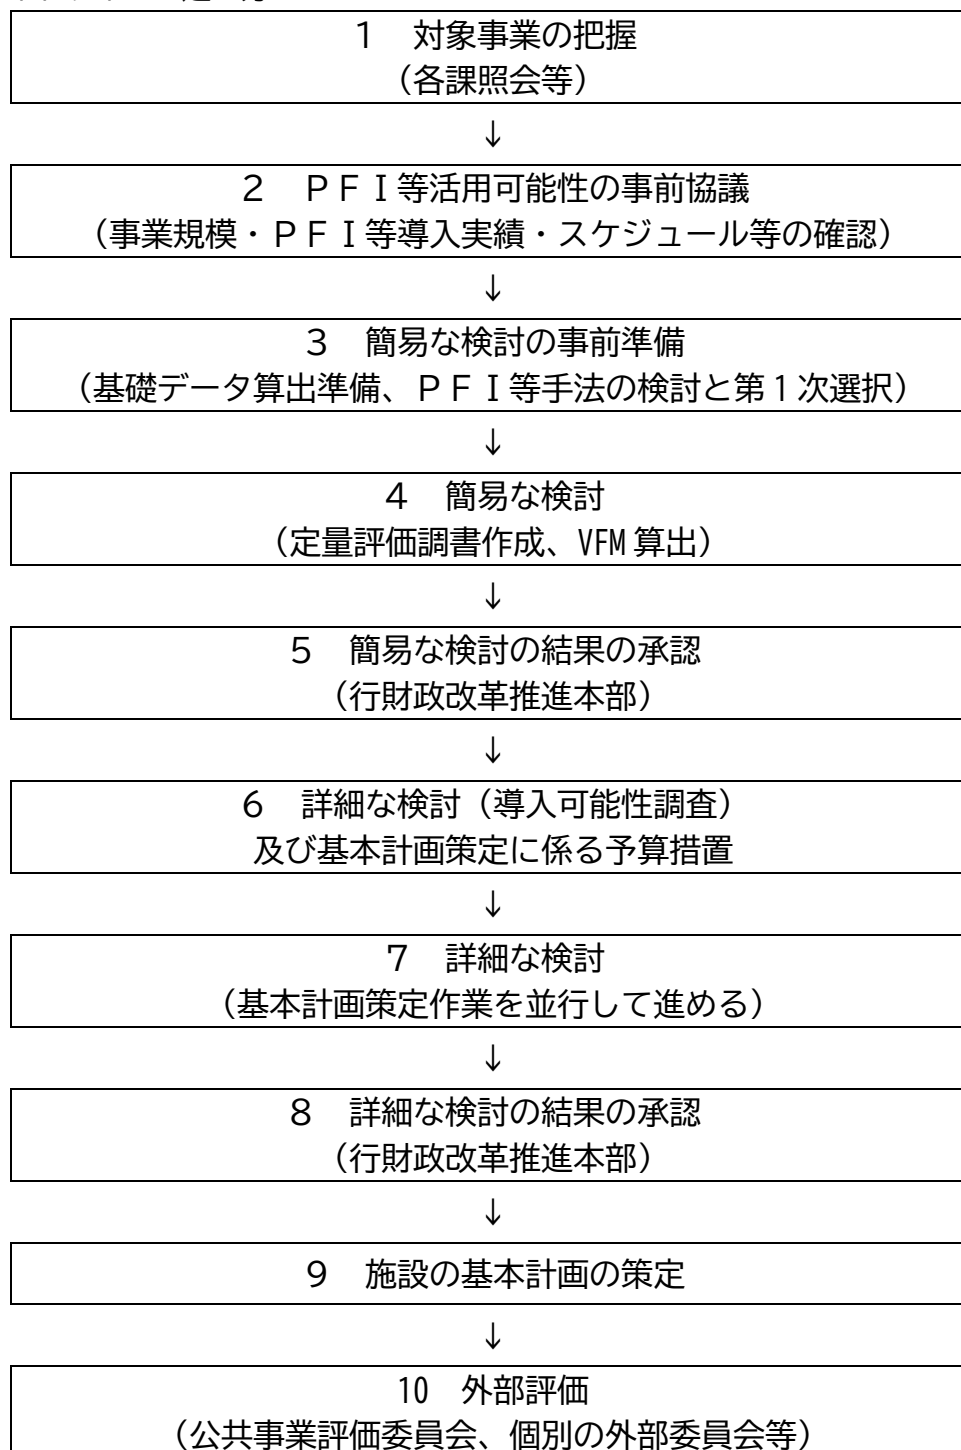 1　対象事業の把握
（各課照会等）
↓
2　ＰＦＩ等活用可能性の事前協議
（事業規模・ＰＦＩ等導入実績・スケジュール等の確認）
↓
3　簡易な検討の事前準備
（基礎データ算出準備、ＰＦＩ等手法の検討と第１次選択）
↓
4　簡易な検討
（定量評価調書作成、VFM算出）
↓
5　簡易な検討の結果の承認
（行財政改革推進本部）
↓
6　詳細な検討（導入可能性調査）
及び基本計画策定に係る予算措置
↓
7　詳細な検討
（基本計画策定作業を並行して進める）
↓
8　詳細な検討の結果の承認
（行財政改革推進本部）
↓
9　施設の基本計画の策定
↓
10　外部評価
（公共事業評価委員会、個別の外部委員会等）